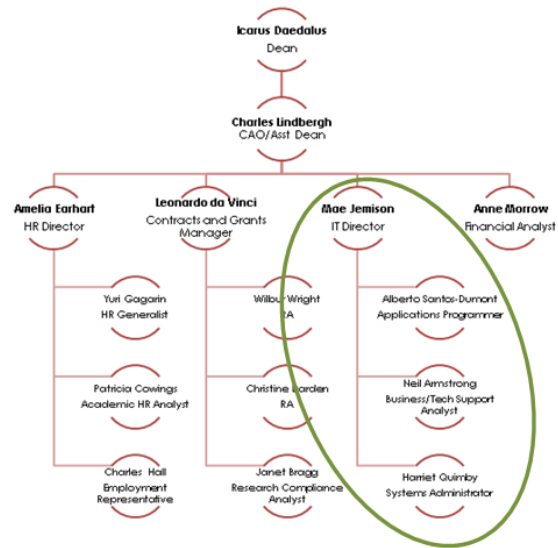 Icarus Daedalus
Dean
Charles Lindbergh
CAO/Asst Dean
Amelia Earhart
HR Director
Leonardo da Vinci
Contracts and Grants
Manager
Mae Jemison
IT Director
Anne Morrow
Financial Analyst
Yuri Gagarin
HR Generalist
Wilbur Wright
RA
Alberto Santos-Dumont
Applications Programmer
Patricia Cowings
Academic HR Analyst
Christine Darden
RA
Neil Armstrong
Business/Tech Support
Analyst
Charles Hall
Employment
Representative
Janet Bragg
Research Compliance
Analyst
Harriet Quimby
Systems Administrator